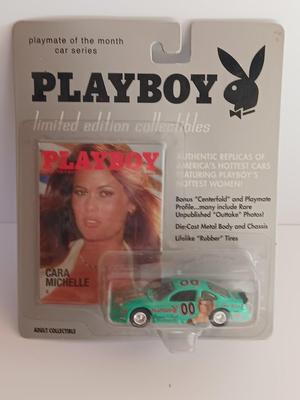 playmate of the month
car series
PLAYBOY
limited edition collectibles
AUTHENTIC REPLICAS OF
AMERICA'S HOTTEST CARS
FEATURING PLAYBOY'S
HOTTEST WOMEN!
Bonus "Centerfold" and Playmate
Profile...many include Rare
Unpublished "Outtake" Photos!
Die-Cast Metal Body and Chassis
Lifelike "Rubber" Tires
PLAYBOY
CARA
MICHELLE
00
00
ADULT COLLECTIBLE